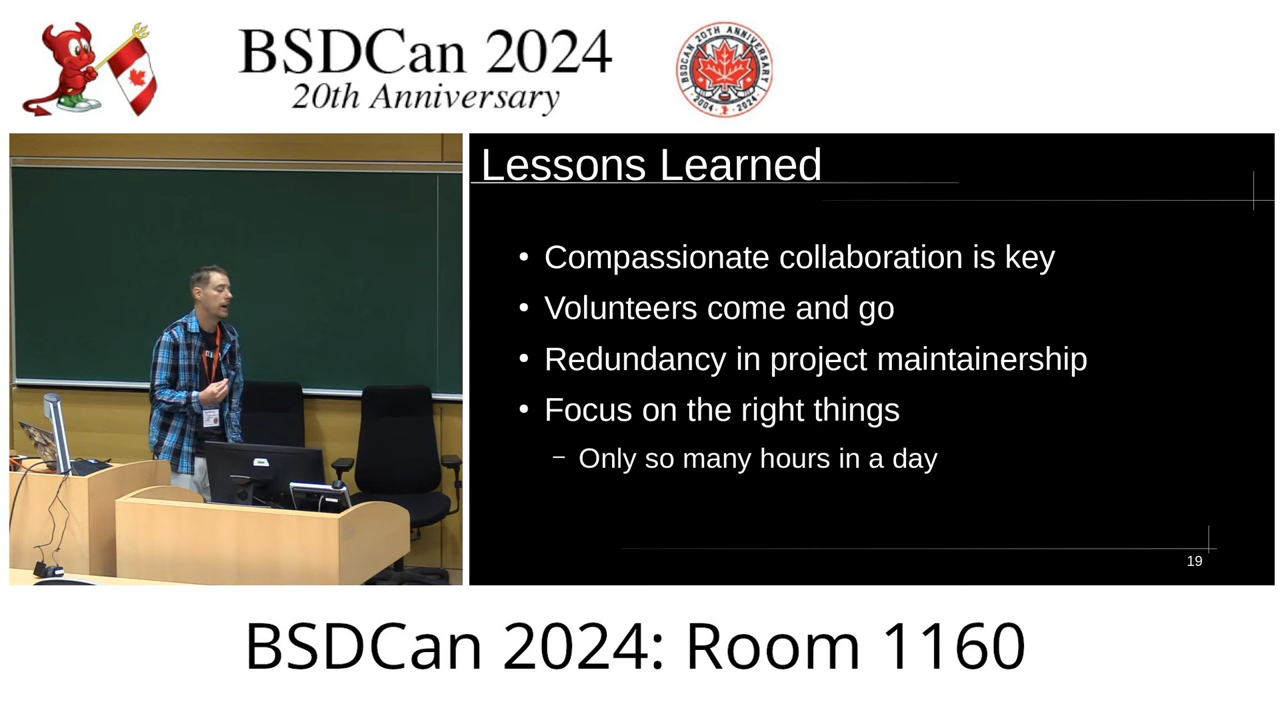 BSDCan 2024
20th Anniversary
BSDCAN 20TH ANNIVERSARY
· 2004 · 2024 ·
Lessons Learned
• Compassionate collaboration is key
• Volunteers come and go
• Redundancy in project maintainership
• Focus on the right things
– Only so many hours in a day
19
BSDCan 2024: Room 1160